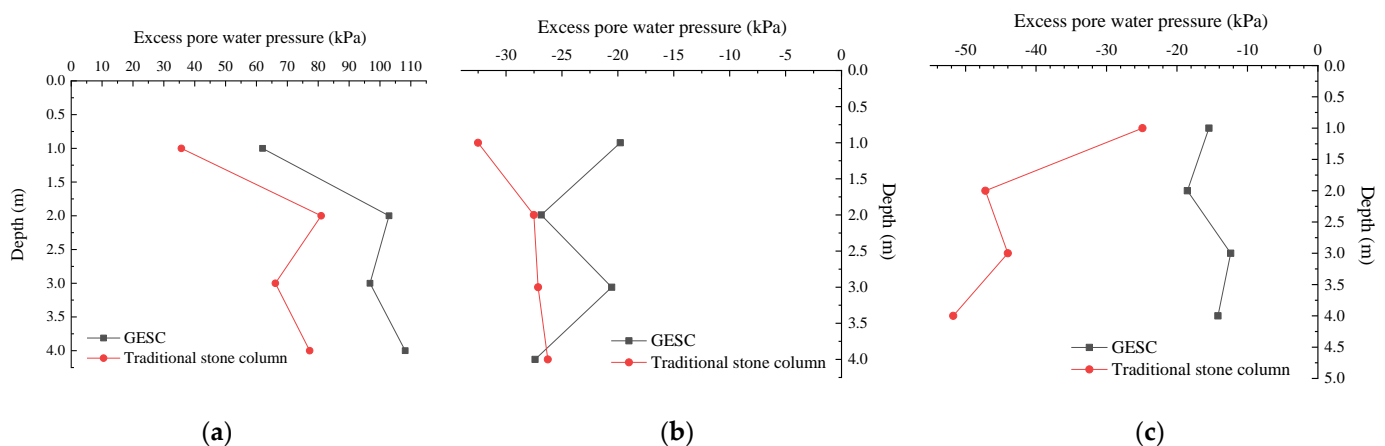 Excess pore water pressure (kPa)
0 10 20 30 40 50 60 70 80 90 100 110
0.0
0.5
1.0
1.5
2.0
2.5
3.0
3.5
4.0
Depth (m)
GESC
Traditional stone column
(a)
Excess pore water pressure (kPa)
-30 -25 -20 -15 -10 -5 0
0.0
0.5
1.0
1.5
2.0
2.5
3.0
3.5
4.0
Depth (m)
GESC
Traditional stone column
(b)
Excess pore water pressure (kPa)
-50 -40 -30 -20 -10 0
0.0
0.5
1.0
1.5
2.0
2.5
3.0
3.5
4.0
4.5
5.0
Depth (m)
GESC
Traditional stone column
(c)